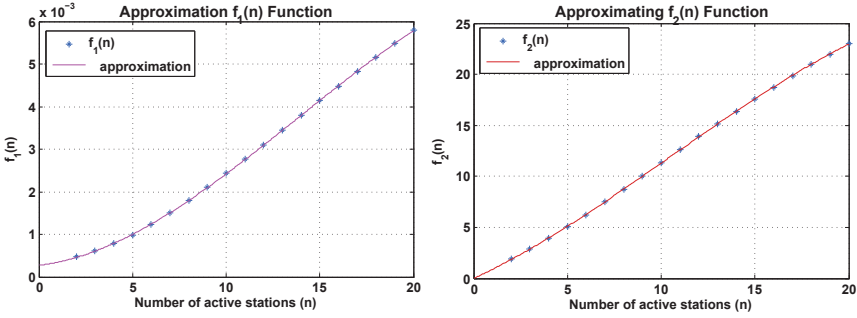 Approximation f1(n) Function
x 10^-3
f1(n)
approximation
6
5
4
3
2
1
0
f1(n)
0 5 10 15 20
Number of active stations (n)
Approximating f2(n) Function
f2(n)
approximation
25
20
15
10
5
0
f2(n)
0 5 10 15 20
Number of active stations (n)